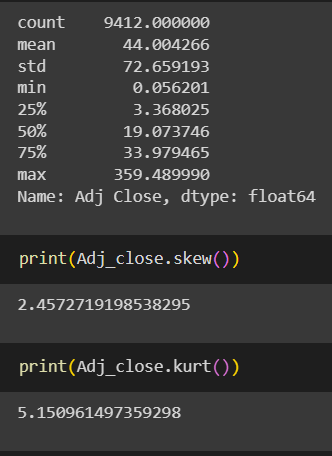 count    9412.000000
mean       44.004266
std        72.659193
min         0.056201
25%         3.368025
50%        19.073746
75%        33.979465
max       359.489990
Name: Adj Close, dtype: float64
print(Adj_close.skew())
2.4572719198538295
print(Adj_close.kurt())
5.150961497359298